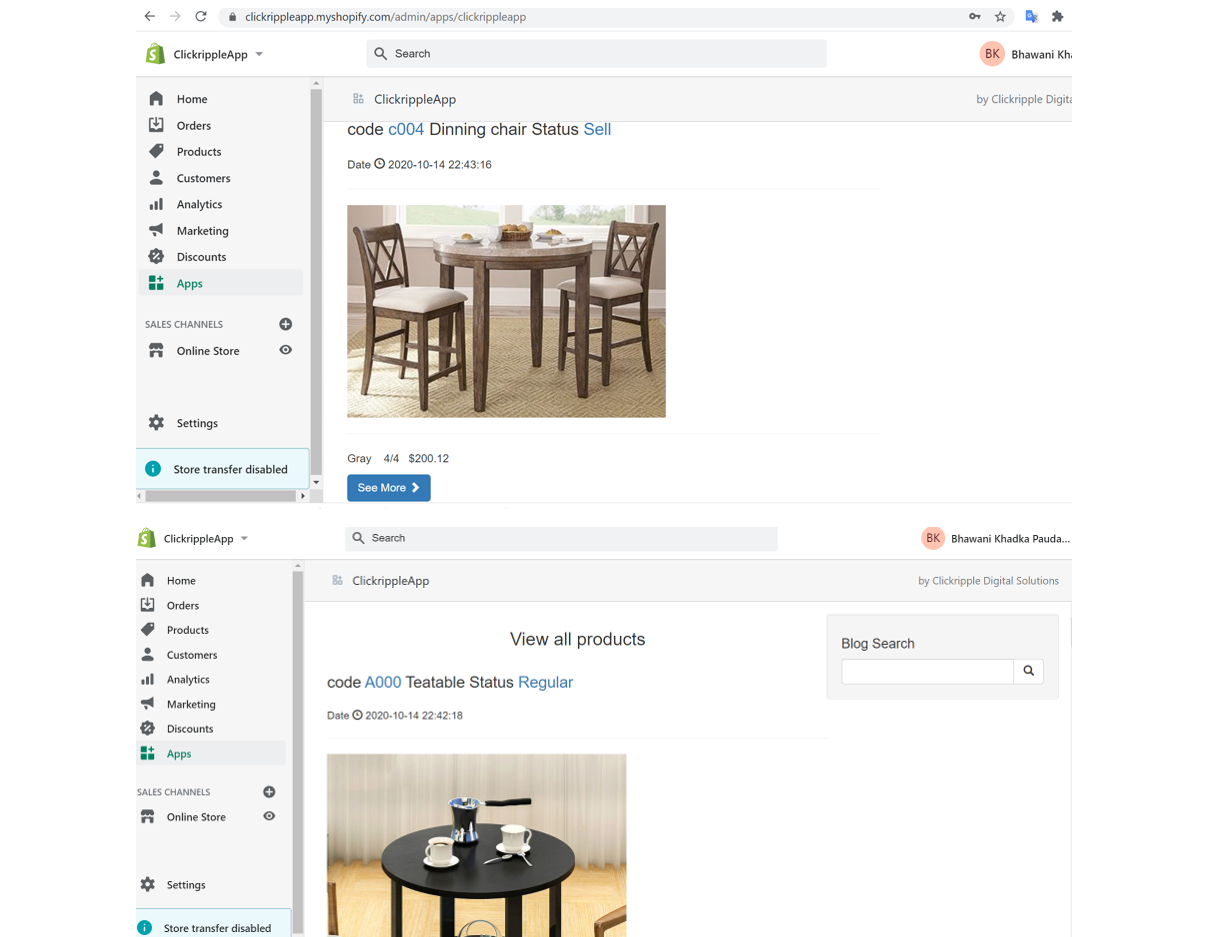 clickrippleapp.myshopify.com/admin/apps/clickrippleapp
ClickrippleApp
Search
BK
Bhawani Kha
Home
Orders
Products
Customers
Analytics
Marketing
Discounts
Apps
SALES CHANNELS
Online Store
Settings
Store transfer disabled
ClickrippleApp
by Clickripple Digita
code c004 Dinning chair Status Sell
Date 2020-10-14 22:43:16
Gray 4/4 $200.12
See More
ClickrippleApp
Search
BK
Bhawani Khadka Pauda...
Home
Orders
Products
Customers
Analytics
Marketing
Discounts
Apps
SALES CHANNELS
Online Store
Settings
Store transfer disabled
ClickrippleApp
by Clickripple Digital Solutions
View all products
code A000 Teatable Status Regular
Date 2020-10-14 22:42:18
Blog Search